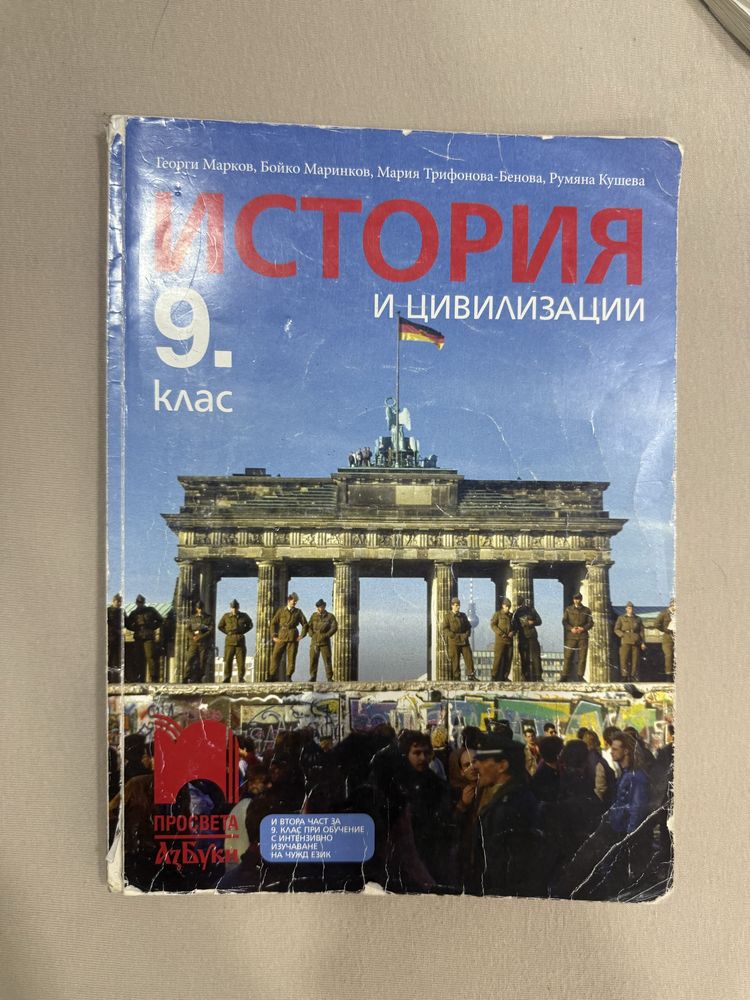 Георги Марков, Бойко Маринков, Мария Трифонова-Бенова, Румяна Кушева
ИСТОРИЯ
И ЦИВИЛИЗАЦИИ
9.
клас
ПРОСВЕТА
АзБуки
И ВТОРА ЧАСТ ЗА
9. КЛАС ПРИ ОБУЧЕНИЕ
С ИНТЕНЗИВНО
ИЗУЧАВАНЕ
НА ЧУЖД ЕЗИК